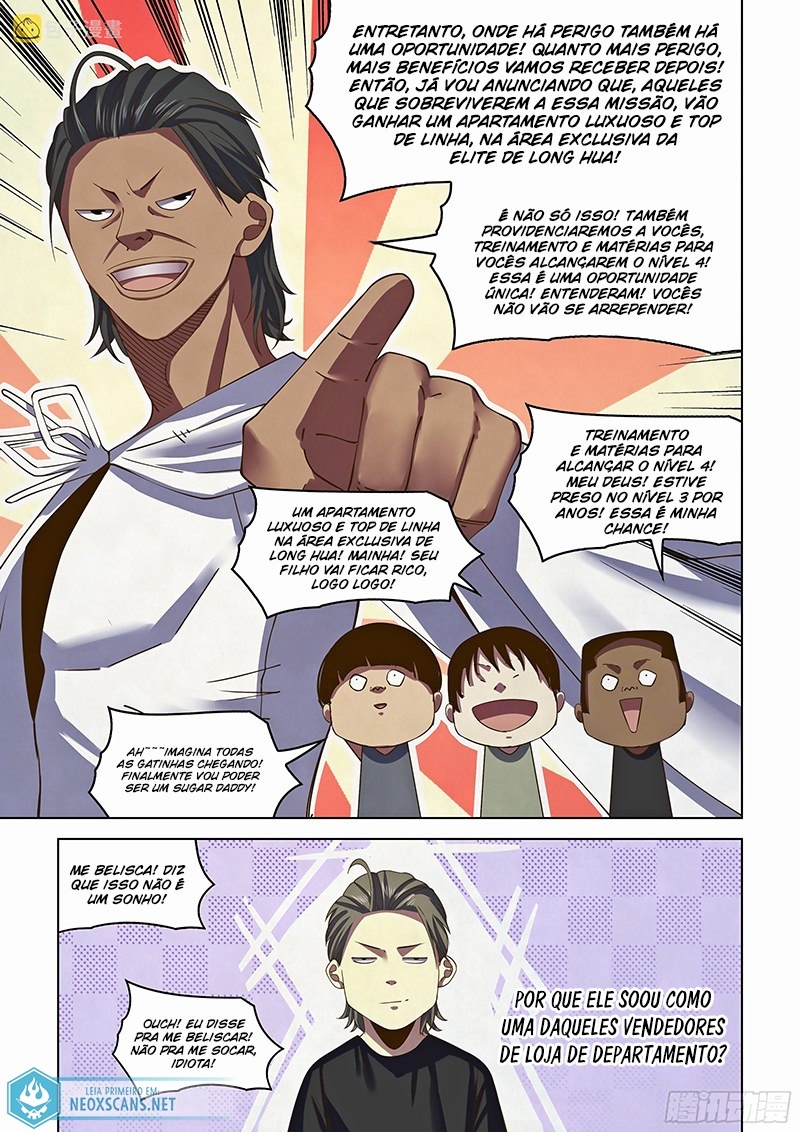 ENTRETANTO, ONDE HÁ PERIGO TAMBÉM HÁ
UMA OPORTUNIDADE! QUANTO MAIS PERIGO,
MAIS BENEFÍCIOS VAMOS RECEBER DEPOIS!
ENTÃO, JÁ VOU ANUNCIANDO QUE, AQUELES
QUE SOBREVIVEREM A ESSA MISSÃO, VÃO
GANHAR UM APARTAMENTO LUXUOSO E TOP
DE LINHA, NA ÁREA EXCLUSIVA DA
ELITE DE LONG HUA!
É NÃO SÓ ISSO! TAMBÉM
PROVIDENCIAREMOS A VOCÊS,
TREINAMENTO E MATÉRIAS PARA
VOCÊS ALCANÇAREM O NÍVEL 4!
ESSA É UMA OPORTUNIDADE
ÚNICA! ENTENDERAM! VOCÊS
NÃO VÃO SE ARREPENDER!
TREINAMENTO
E MATÉRIAS PARA
ALCANÇAR O NÍVEL 4!
MEU DEUS! ESTIVE
PRESO NO NÍVEL 3 POR
ANOS! ESSA É MINHA
CHANCE!
UM APARTAMENTO
LUXUOSO E TOP DE LINHA
NA ÁREA EXCLUSIVA DE
LONG HUA! MAINHA! SEU
FILHO VAI FICAR RICO,
LOGO LOGO!
AH~~~IMAGINA TODAS
AS GATINHAS CHEGANDO!
FINALMENTE VOU PODER
SER UM SUGAR DADDY!
ME BELISCA! DIZ
QUE ISSO NÃO É
UM SONHO!
POR QUE ELE SOOU COMO
UMA DAQUELES VENDEDORES
DE LOJA DE DEPARTAMENTO?
OUCH! EU DISSE
PRA ME BELISCAR!
NÃO PRA ME SOCAR,
IDIOTA!
LEIA PRIMEIRO EM:
NEOXSCANS.NET
腾讯动漫